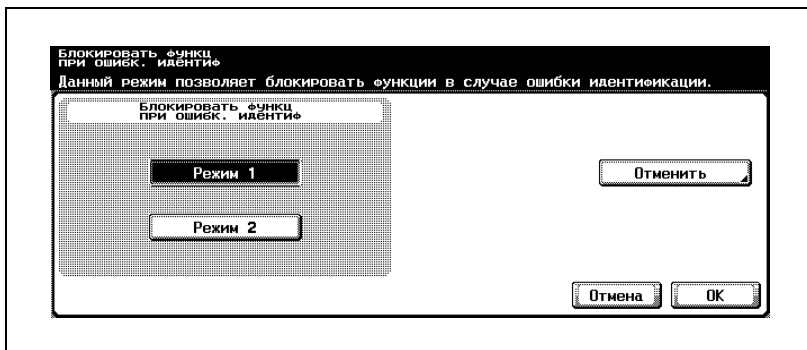 Блокировать функц
при ошибк. идентиф
Данный режим позволяет блокировать функции в случае ошибки идентификации.
Блокировать функц
при ошибк. идентиф
Режим 1
Отменить
Режим 2
Отмена
OK